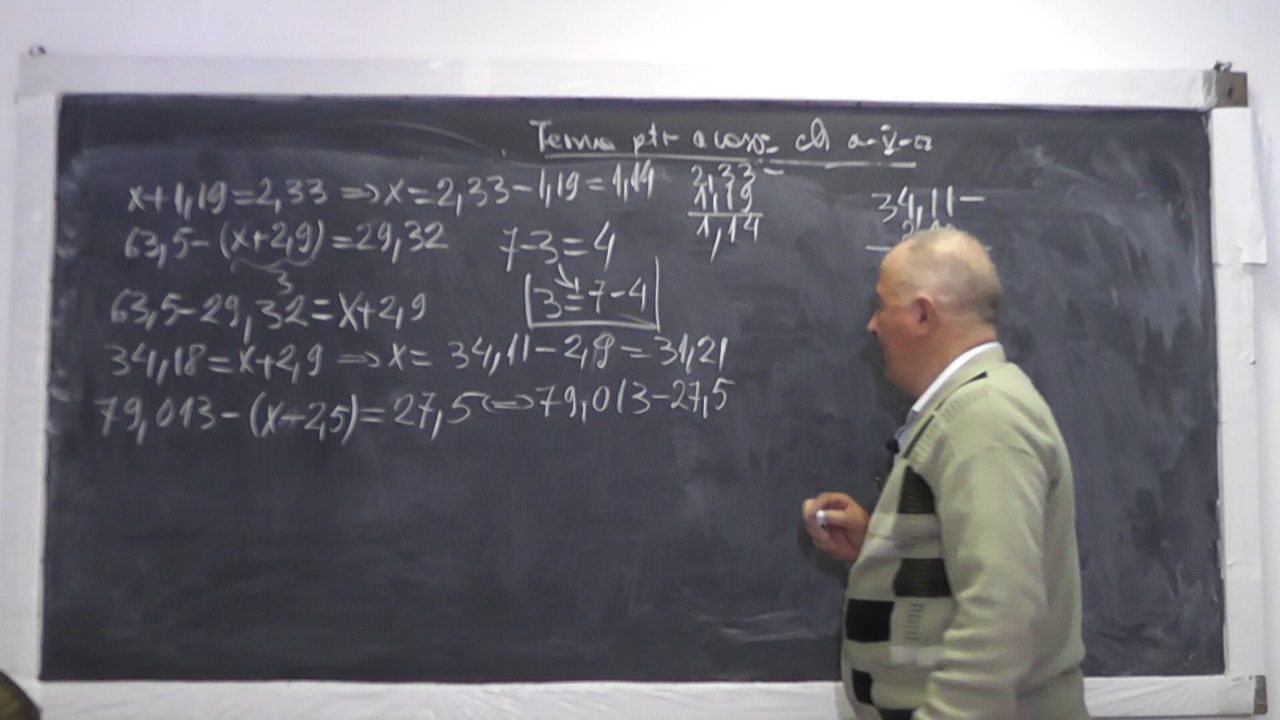 Tema ptr acasă cls a-V-a
x+1,19=2,33 => x=2,33-1,19=1,14
2,33-
1,19
1,14
34,11-
63,5-(x+2,9)=29,32
3
7-3=4
3=7-4
63,5-29,32=x+2,9
34,18=x+2,9 => x= 34,11-2,9=31,21
79,013-(x+2,5)=27,5 <=> 79,013-27,5